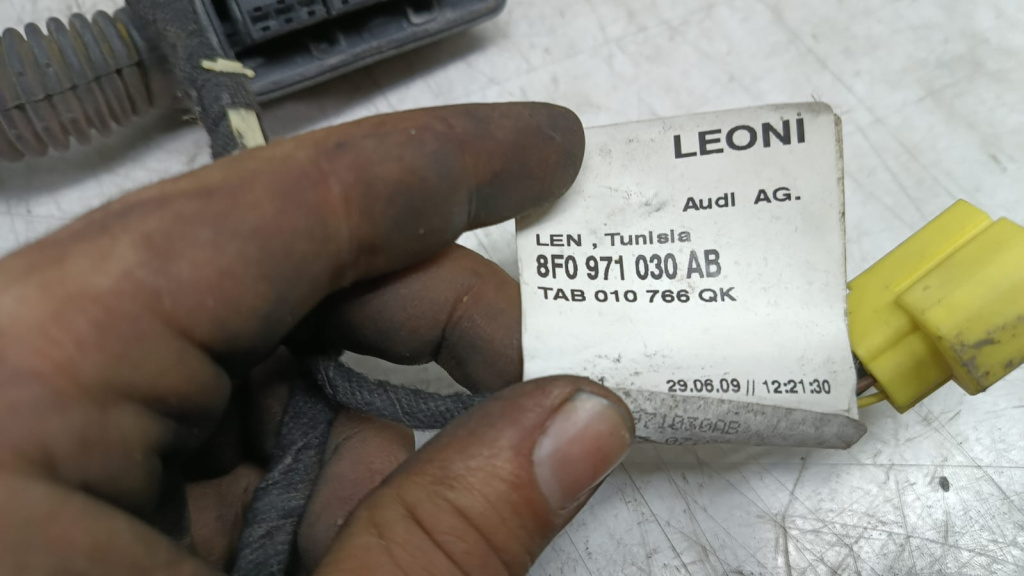 LEONi
Audi AG.
LEN , Tunisia
8F0 971 030 AB
TAB 010 766 QK
29.06.09 // 12:21:30
71030AB